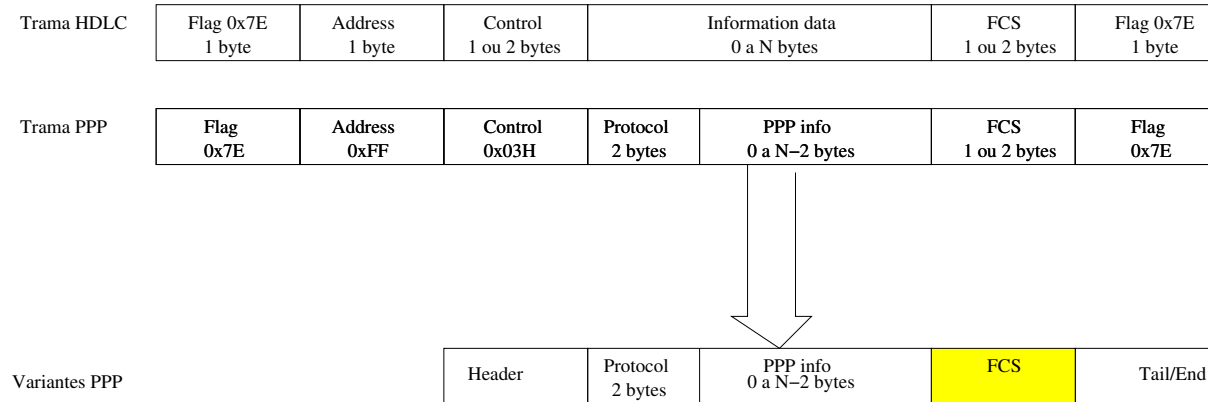 Trama HDLC
Flag 0x7E
1 byte
Address
1 byte
Control
1 ou 2 bytes
Information data
0 a N bytes
FCS
1 ou 2 bytes
Flag 0x7E
1 byte
Trama PPP
Flag
0x7E
Address
0xFF
Control
0x03H
Protocol
2 bytes
PPP info
0 a N−2 bytes
FCS
1 ou 2 bytes
Flag
0x7E
Variantes PPP
Header
Protocol
2 bytes
PPP info
0 a N−2 bytes
FCS
Tail/End